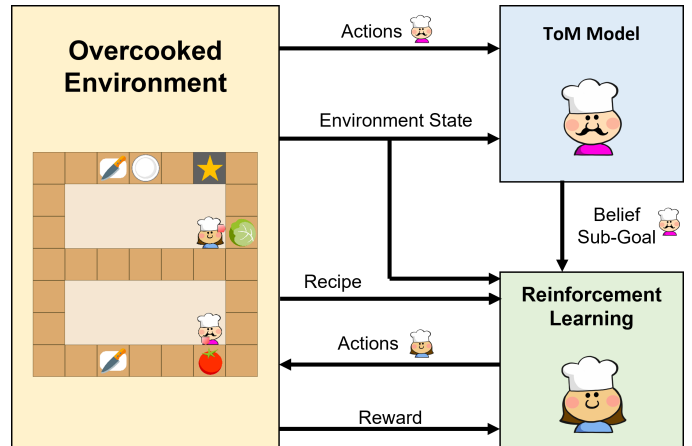 Overcooked
Environment
Actions
Environment State
Recipe
Actions
Reward
ToM Model
Belief
Sub-Goal
Reinforcement
Learning